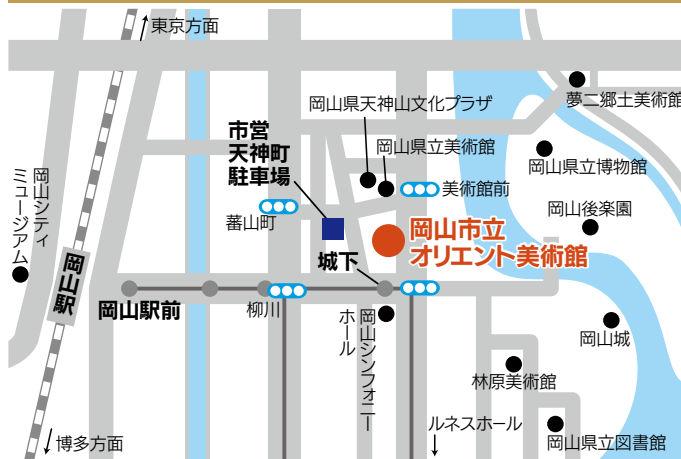 東京方面
夢二郷土美術館
岡山県天神山文化プラザ
市営
天神町
駐車場
岡山県立美術館
岡山県立博物館
岡山シティ
ミュージアム
美術館前
蕃山町
岡山後楽園
岡山市立
オリエント美術館
城下
岡山駅
岡山駅前
柳川
岡山シンフォニー
ホール
岡山城
林原美術館
ルネスホール
博多方面
岡山県立図書館